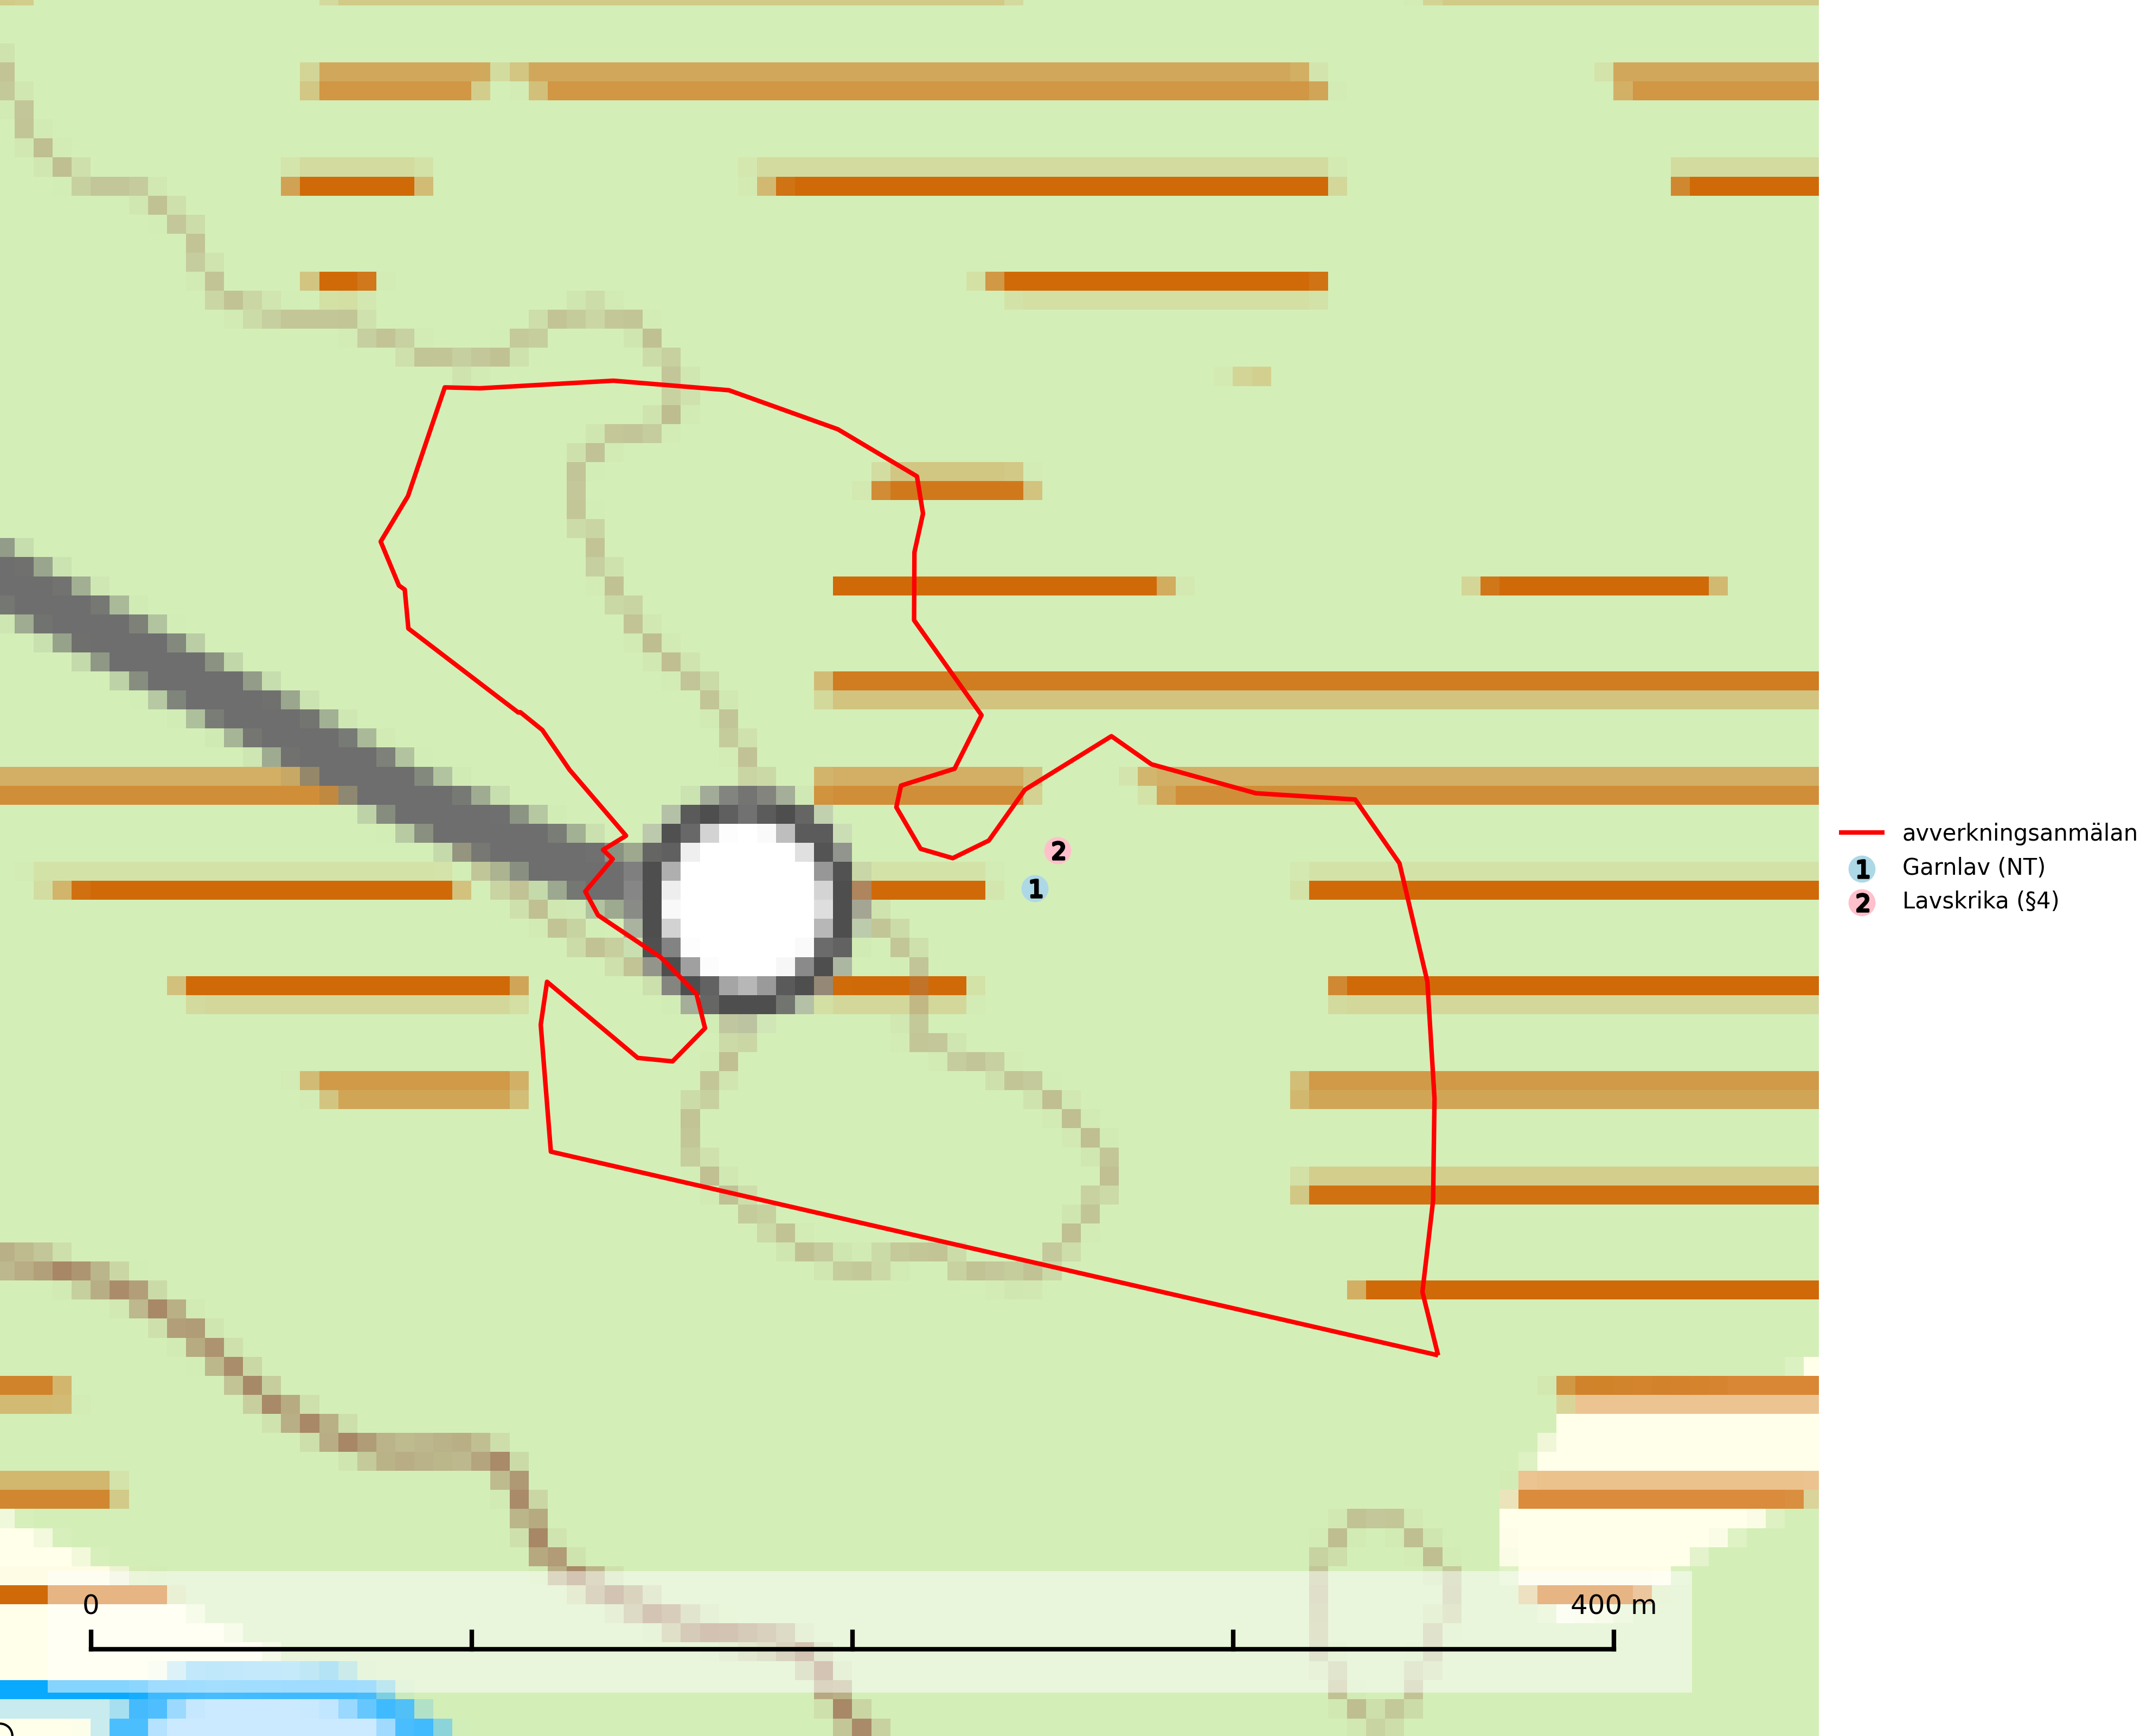 2
1
avverkningsanmälan
1 Garnlav (NT)
2 Lavskrika (§4)
0 400 m